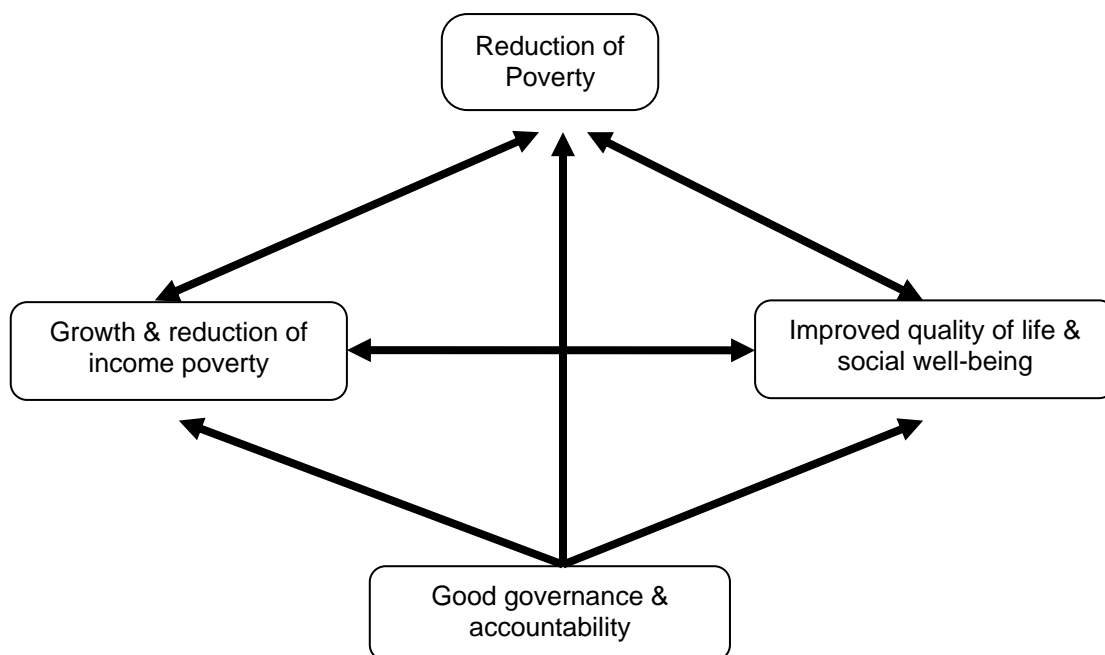 Reduction of
Poverty
Growth & reduction of
income poverty
Improved quality of life &
social well-being
Good governance &
accountability